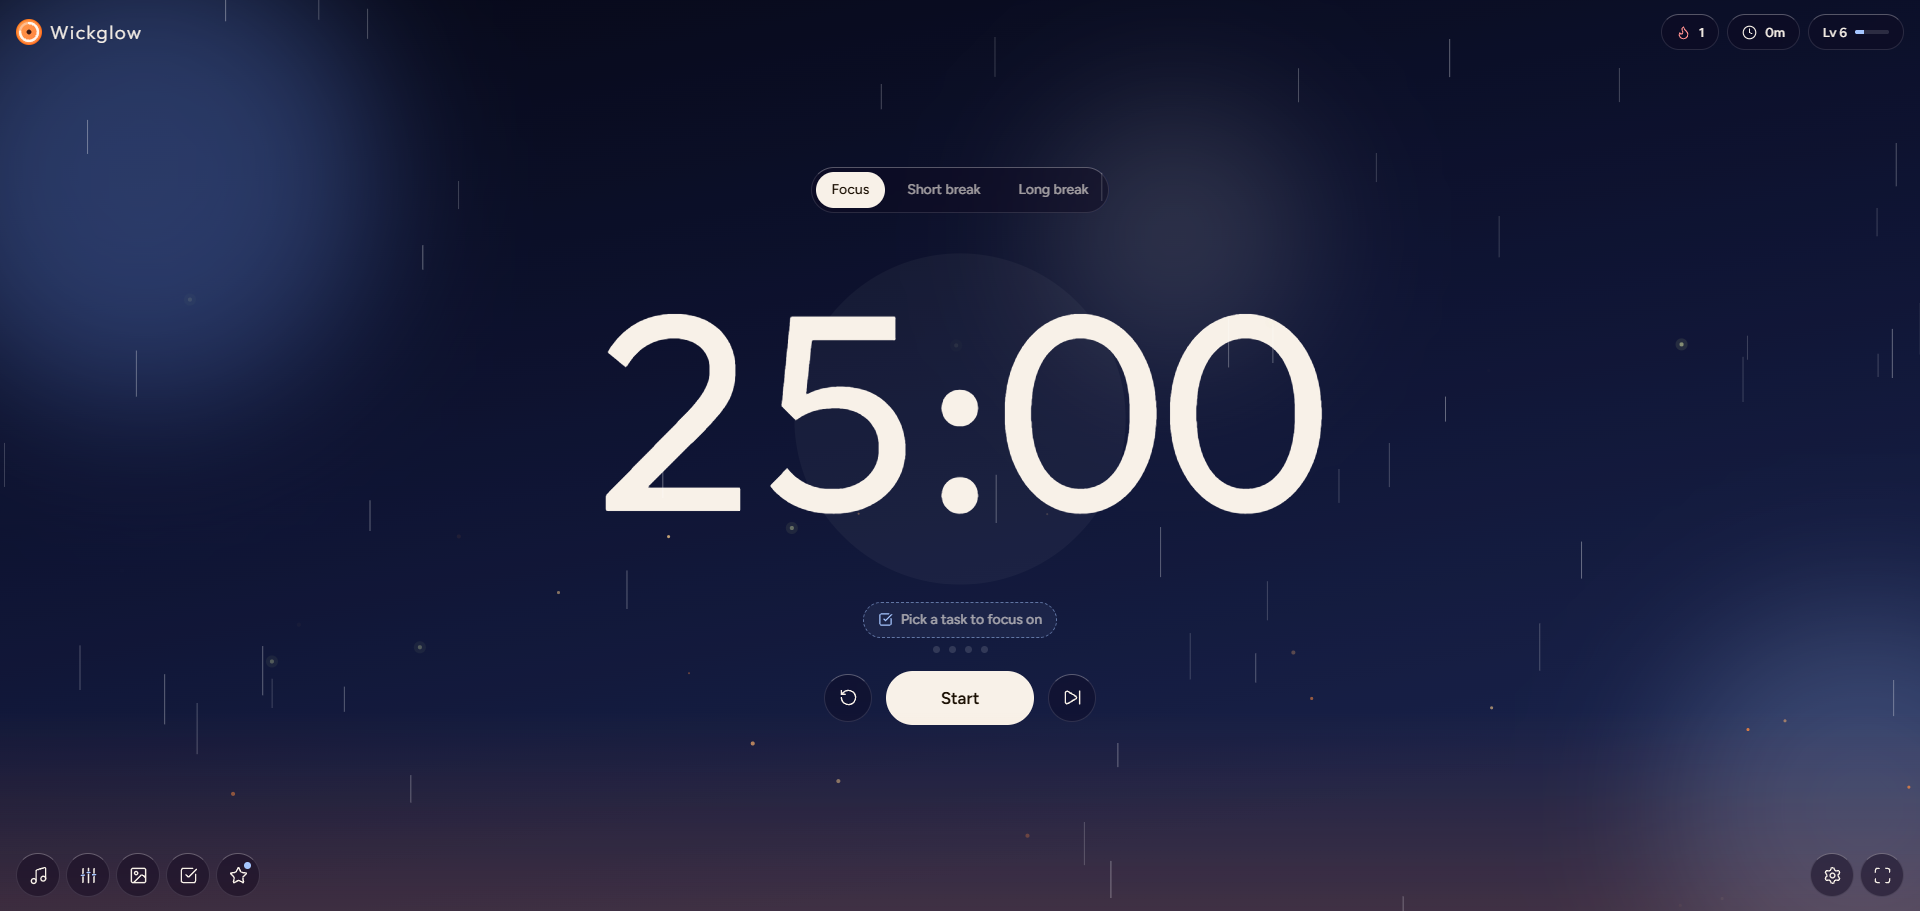 Wickglow
1
0m
Lv 6
Focus
Short break
Long break
25:00
Pick a task to focus on
Start